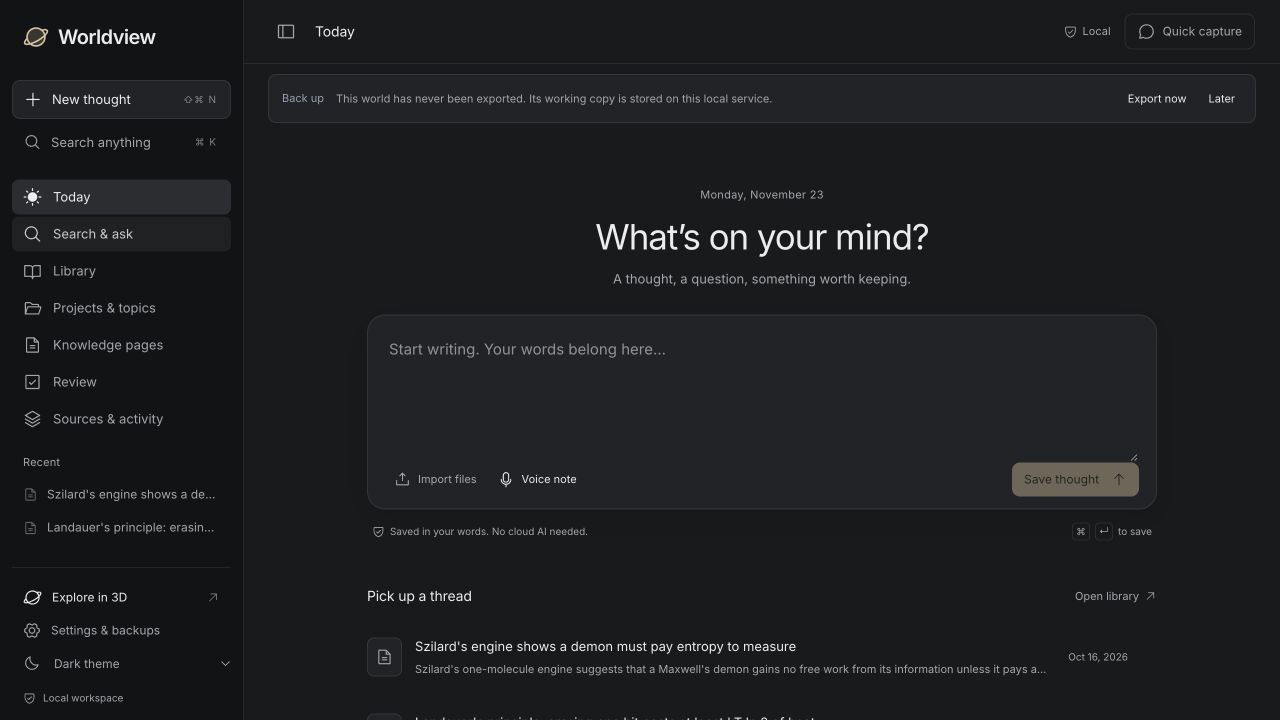 Worldview
New thought ⇧⌘ N
Search anything ⌘ K
Today
Search & ask
Library
Projects & topics
Knowledge pages
Review
Sources & activity
Recent
Szilard's engine shows a de...
Landauer's principle: erasin...
Explore in 3D
Settings & backups
Dark theme
Local workspace
Today
Local
Quick capture
Back up This world has never been exported. Its working copy is stored on this local service. Export now Later
Monday, November 23
What's on your mind?
A thought, a question, something worth keeping.
Start writing. Your words belong here...
Import files Voice note Save thought
Saved in your words. No cloud AI needed. ⌘ ↵ to save
Pick up a thread Open library
Szilard's engine shows a demon must pay entropy to measure
Szilard's one-molecule engine suggests that a Maxwell's demon gains no free work from its information unless it pays a...
Oct 16, 2026